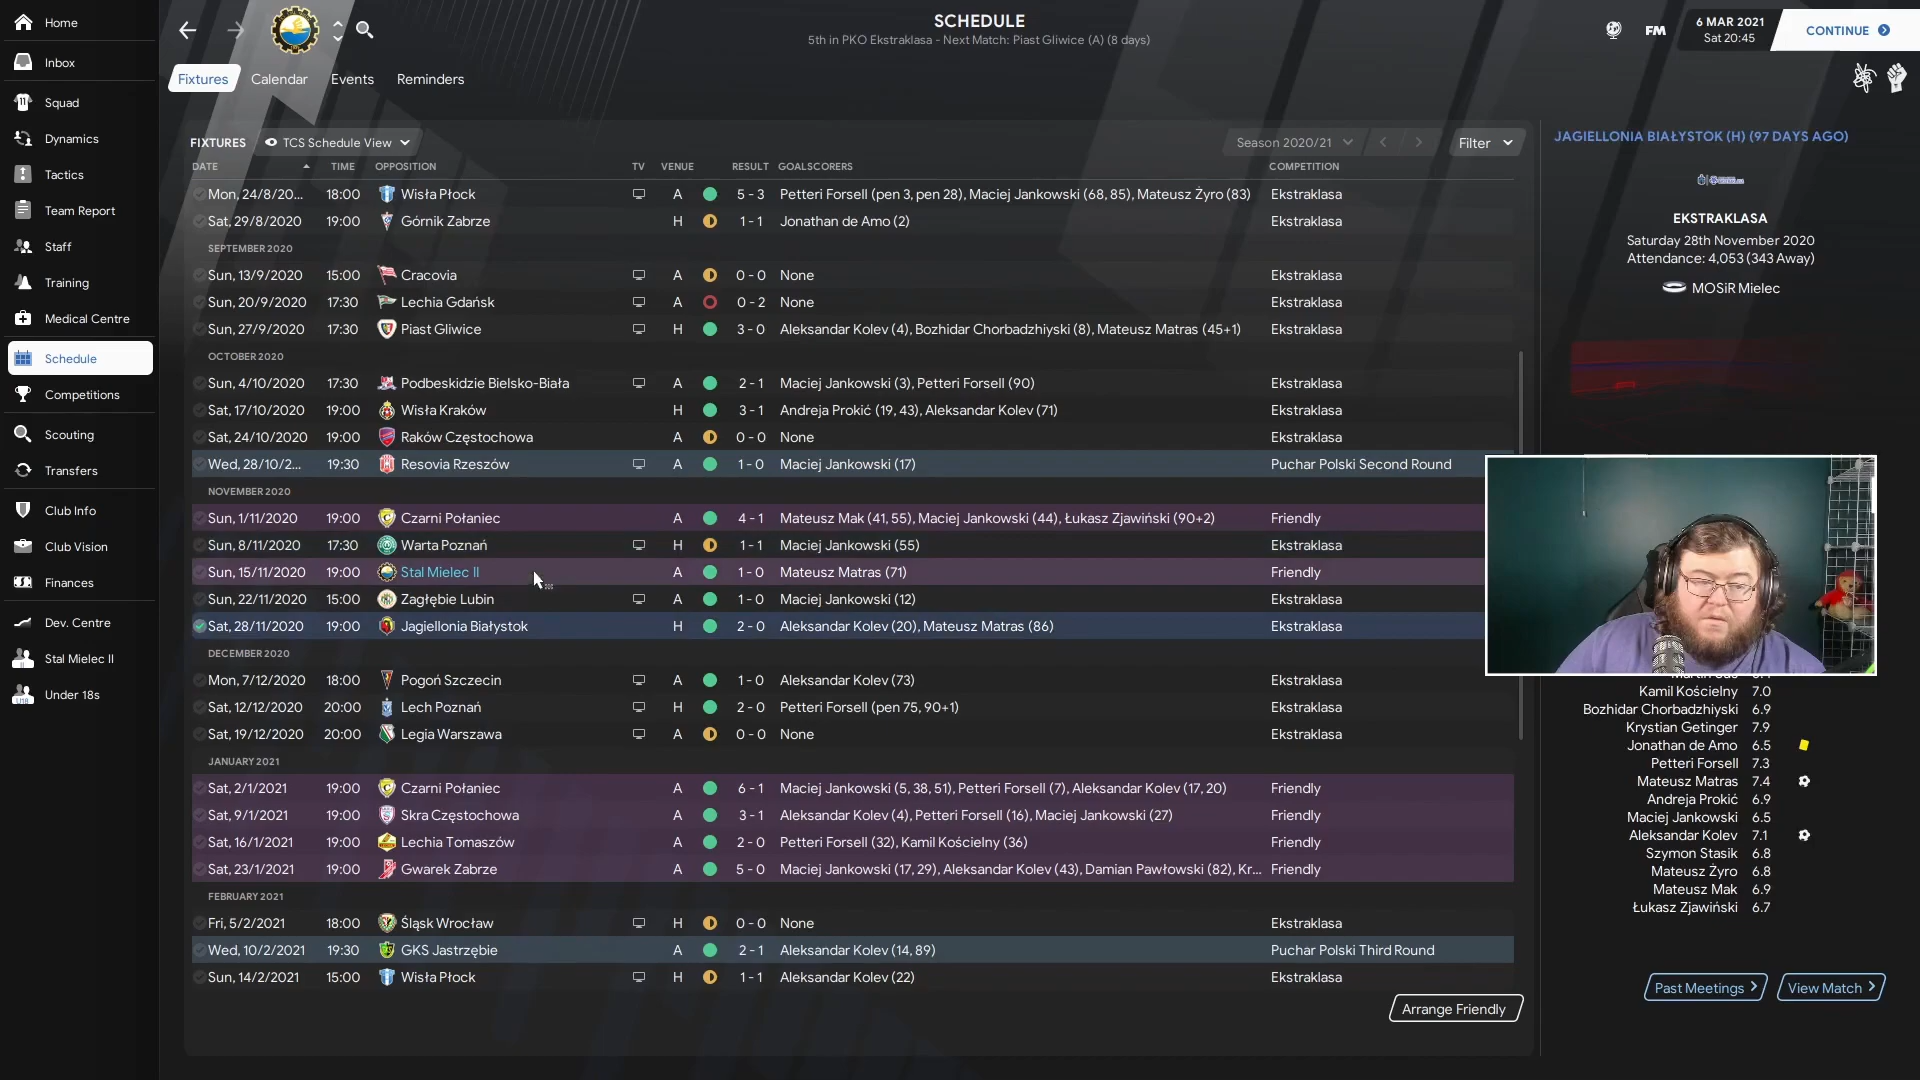 Home
Inbox
Squad
Dynamics
Tactics
Team Report
Staff
Training
Medical Centre
Schedule
Competitions
Scouting
Transfers
Club Info
Club Vision
Finances
Dev. Centre
Stal Mielec II
Under 18s
SCHEDULE
5th in PKO Ekstraklasa - Next Match: Piast Gliwice (A) (8 days)
FM
6 MAR 2021
Sat 20:45
CONTINUE
Fixtures Calendar Events Reminders
FIXTURES TCS Schedule View Season 2020/21 Filter
DATE TIME OPPOSITION TV VENUE RESULT GOALSCORERS COMPETITION
Mon, 24/8/20... 18:00 Wisła Płock A 5 - 3 Petteri Forsell (pen 3, pen 28), Maciej Jankowski (68, 85), Mateusz Żyro (83) Ekstraklasa
Sat, 29/8/2020 19:00 Górnik Zabrze H 1 - 1 Jonathan de Amo (2) Ekstraklasa
SEPTEMBER 2020
Sun, 13/9/2020 15:00 Cracovia A 0 - 0 None Ekstraklasa
Sun, 20/9/2020 17:30 Lechia Gdańsk A 0 - 2 None Ekstraklasa
Sun, 27/9/2020 17:30 Piast Gliwice H 3 - 0 Aleksandar Kolev (4), Bozhidar Chorbadzhiyski (8), Mateusz Matras (45+1) Ekstraklasa
OCTOBER 2020
Sun, 4/10/2020 17:30 Podbeskidzie Bielsko-Biała A 2 - 1 Maciej Jankowski (3), Petteri Forsell (90) Ekstraklasa
Sat, 17/10/2020 19:00 Wisła Kraków H 3 - 1 Andreja Prokić (19, 43), Aleksandar Kolev (71) Ekstraklasa
Sat, 24/10/2020 19:00 Raków Częstochowa A 0 - 0 None Ekstraklasa
Wed, 28/10/2... 19:30 Resovia Rzeszów A 1 - 0 Maciej Jankowski (17) Puchar Polski Second Round
NOVEMBER 2020
Sun, 1/11/2020 19:00 Czarni Połaniec A 4 - 1 Mateusz Mak (41, 55), Maciej Jankowski (44), Łukasz Zjawiński (90+2) Friendly
Sun, 8/11/2020 17:30 Warta Poznań H 1 - 1 Maciej Jankowski (55) Ekstraklasa
Sun, 15/11/2020 19:00 Stal Mielec II A 1 - 0 Mateusz Matras (71) Friendly
Sun, 22/11/2020 15:00 Zagłębie Lubin A 1 - 0 Maciej Jankowski (12) Ekstraklasa
Sat, 28/11/2020 19:00 Jagiellonia Białystok H 2 - 0 Aleksandar Kolev (20), Mateusz Matras (86) Ekstraklasa
DECEMBER 2020
Mon, 7/12/2020 18:00 Pogoń Szczecin A 1 - 0 Aleksandar Kolev (73) Ekstraklasa
Sat, 12/12/2020 20:00 Lech Poznań H 2 - 0 Petteri Forsell (pen 75, 90+1) Ekstraklasa
Sat, 19/12/2020 20:00 Legia Warszawa A 0 - 0 None Ekstraklasa
JANUARY 2021
Sat, 2/1/2021 19:00 Czarni Połaniec A 6 - 1 Maciej Jankowski (5, 38, 51), Petteri Forsell (7), Aleksandar Kolev (17, 20) Friendly
Sat, 9/1/2021 19:00 Skra Częstochowa A 3 - 1 Aleksandar Kolev (4), Petteri Forsell (16), Maciej Jankowski (27) Friendly
Sat, 16/1/2021 19:00 Lechia Tomaszów A 2 - 0 Petteri Forsell (32), Kamil Kościelny (36) Friendly
Sat, 23/1/2021 19:00 Gwarek Zabrze A 5 - 0 Maciej Jankowski (17, 29), Aleksandar Kolev (43), Damian Pawłowski (82), Kr... Friendly
FEBRUARY 2021
Fri, 5/2/2021 18:00 Śląsk Wrocław H 0 - 0 None Ekstraklasa
Wed, 10/2/2021 19:30 GKS Jastrzębie A 2 - 1 Aleksandar Kolev (14, 89) Puchar Polski Third Round
Sun, 14/2/2021 15:00 Wisła Płock H 1 - 1 Aleksandar Kolev (22) Ekstraklasa
Arrange Friendly
JAGIELLONIA BIAŁYSTOK (H) (97 DAYS AGO)
EKSTRAKLASA
Saturday 28th November 2020
Attendance: 4,053 (343 Away)
MOSiR Mielec
Kamil Kościelny 7.0
Bozhidar Chorbadzhiyski 6.9
Krystian Getinger 7.9
Jonathan de Amo 6.5
Petteri Forsell 7.3
Mateusz Matras 7.4
Andreja Prokić 6.9
Maciej Jankowski 6.5
Aleksandar Kolev 7.1
Szymon Stasik 6.8
Mateusz Żyro 6.8
Mateusz Mak 6.9
Łukasz Zjawiński 6.7
Past Meetings View Match